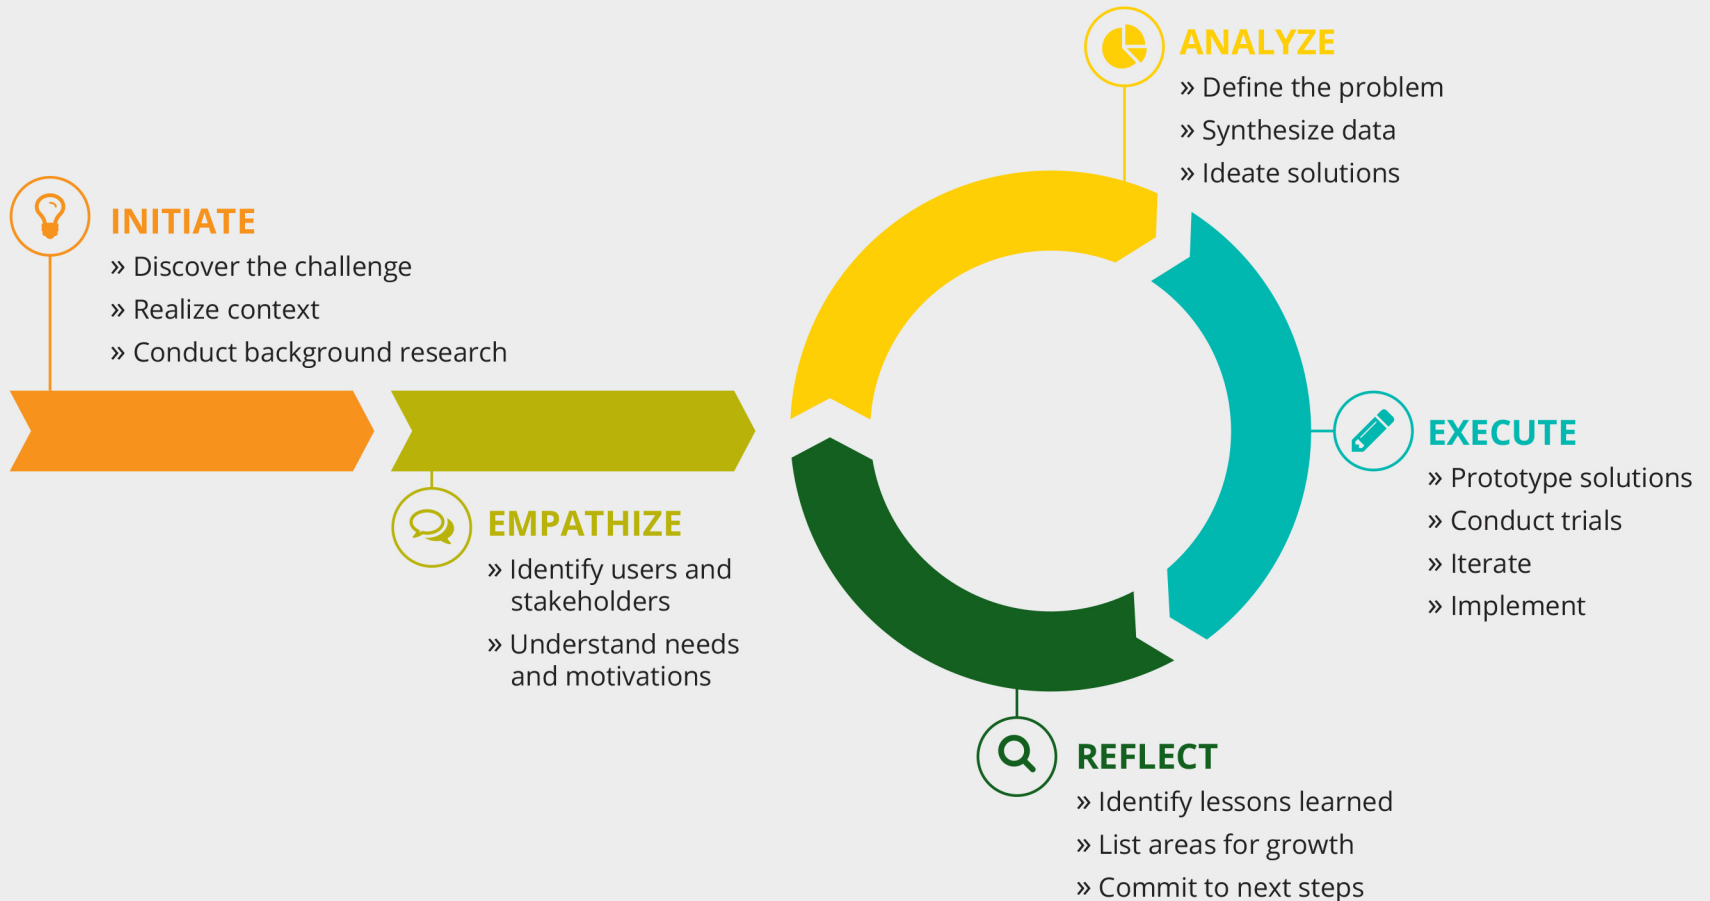 INITIATE
» Discover the challenge
» Realize context
» Conduct background research
EMPATHIZE
» Identify users and
stakeholders
» Understand needs
and motivations
ANALYZE
» Define the problem
» Synthesize data
» Ideate solutions
EXECUTE
» Prototype solutions
» Conduct trials
» Iterate
» Implement
REFLECT
» Identify lessons learned
» List areas for growth
» Commit to next steps